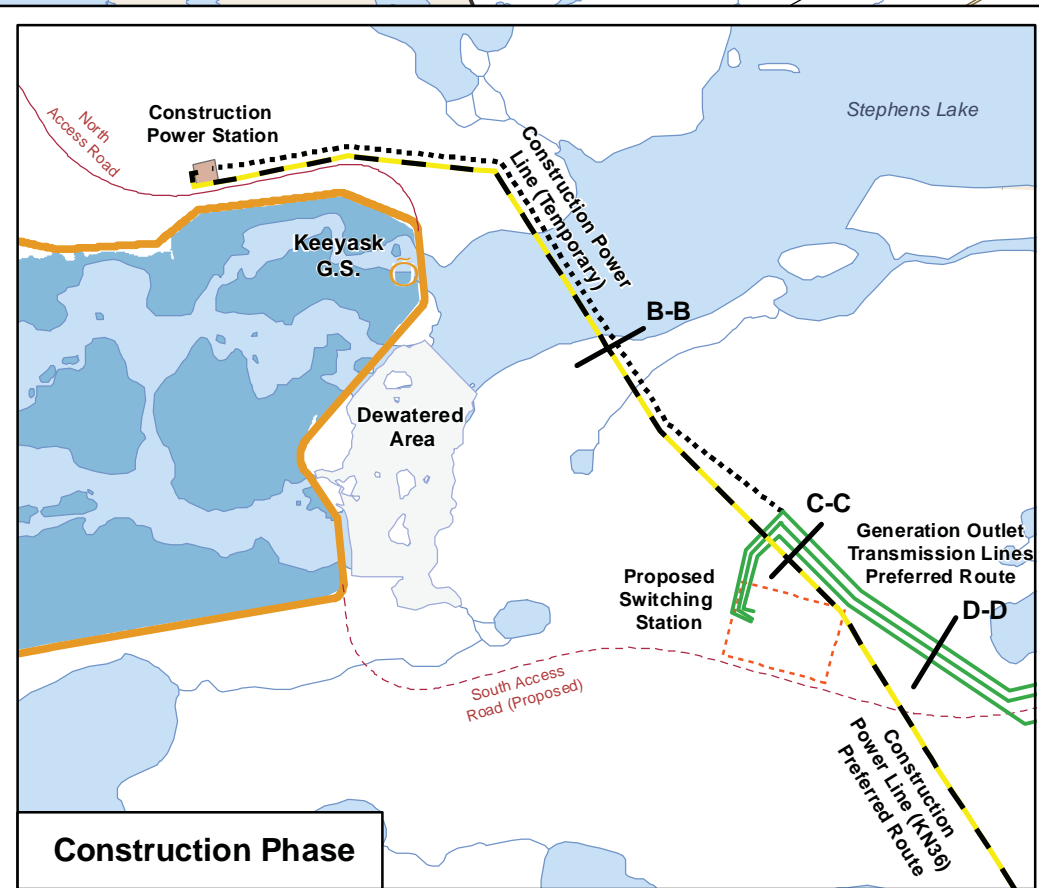 Stephens Lake
Construction
Power Station
North
Access Road
Construction Power
Line (Temporary)
Keeyask
G.S.
B-B
Dewatered
Area
C-C
Generation Outlet
Transmission Lines
Preferred Route
Proposed
Switching
Station
D-D
South Access
Road (Proposed)
Construction
Power Line (KN36)
Preferred Route
Construction Phase